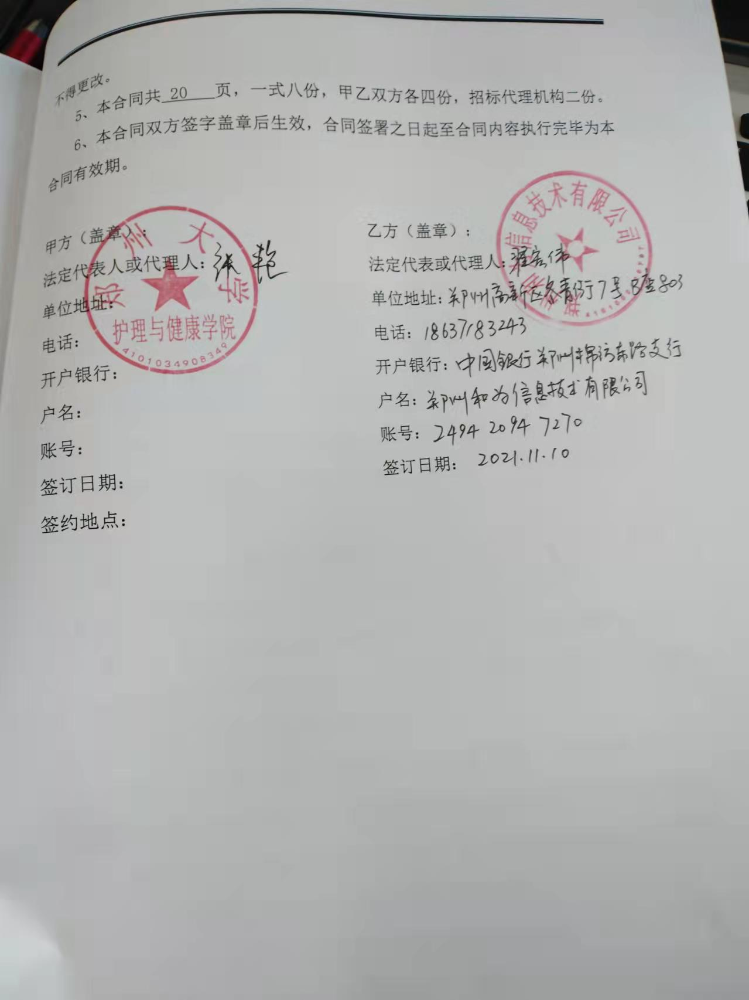 不得更改。
5、本合同共 20 页，一式八份，甲乙双方各四份，招标代理机构二份。
6、本合同双方签字盖章后生效，合同签署之日起至合同内容执行完毕为本
合同有效期。
甲方（盖章）：
法定代表人或代理人：张艳
单位地址：
电话：
开户银行：
户名：
账号：
签订日期：
签约地点：
郑州大学
护理与健康学院
4101034908349
乙方（盖章）：
法定代表或代理人：
单位地址：郑州高新区冬青街7号B座803
电话：18637183243
开户银行：中国银行郑州棉纺东路支行
户名：郑州和为信息技术有限公司
账号：2494 2094 7270
签订日期：2021.11.10
信息技术有限公司